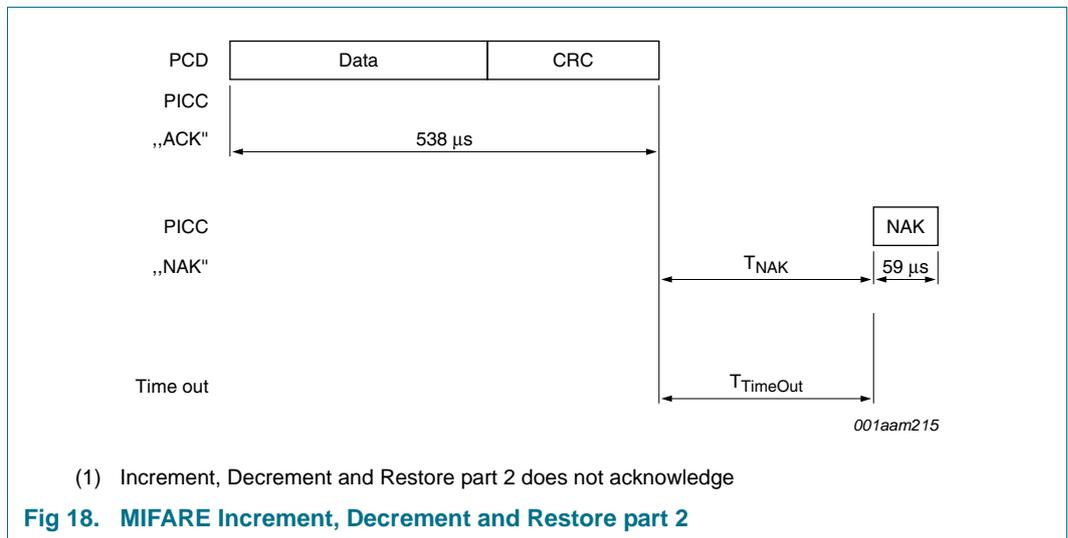 PCD Data CRC
PICC
,,ACK" 538 μs
PICC NAK
,,NAK" TNAK 59 μs
Time out TTimeOut
001aam215
(1) Increment, Decrement and Restore part 2 does not acknowledge
Fig 18. MIFARE Increment, Decrement and Restore part 2